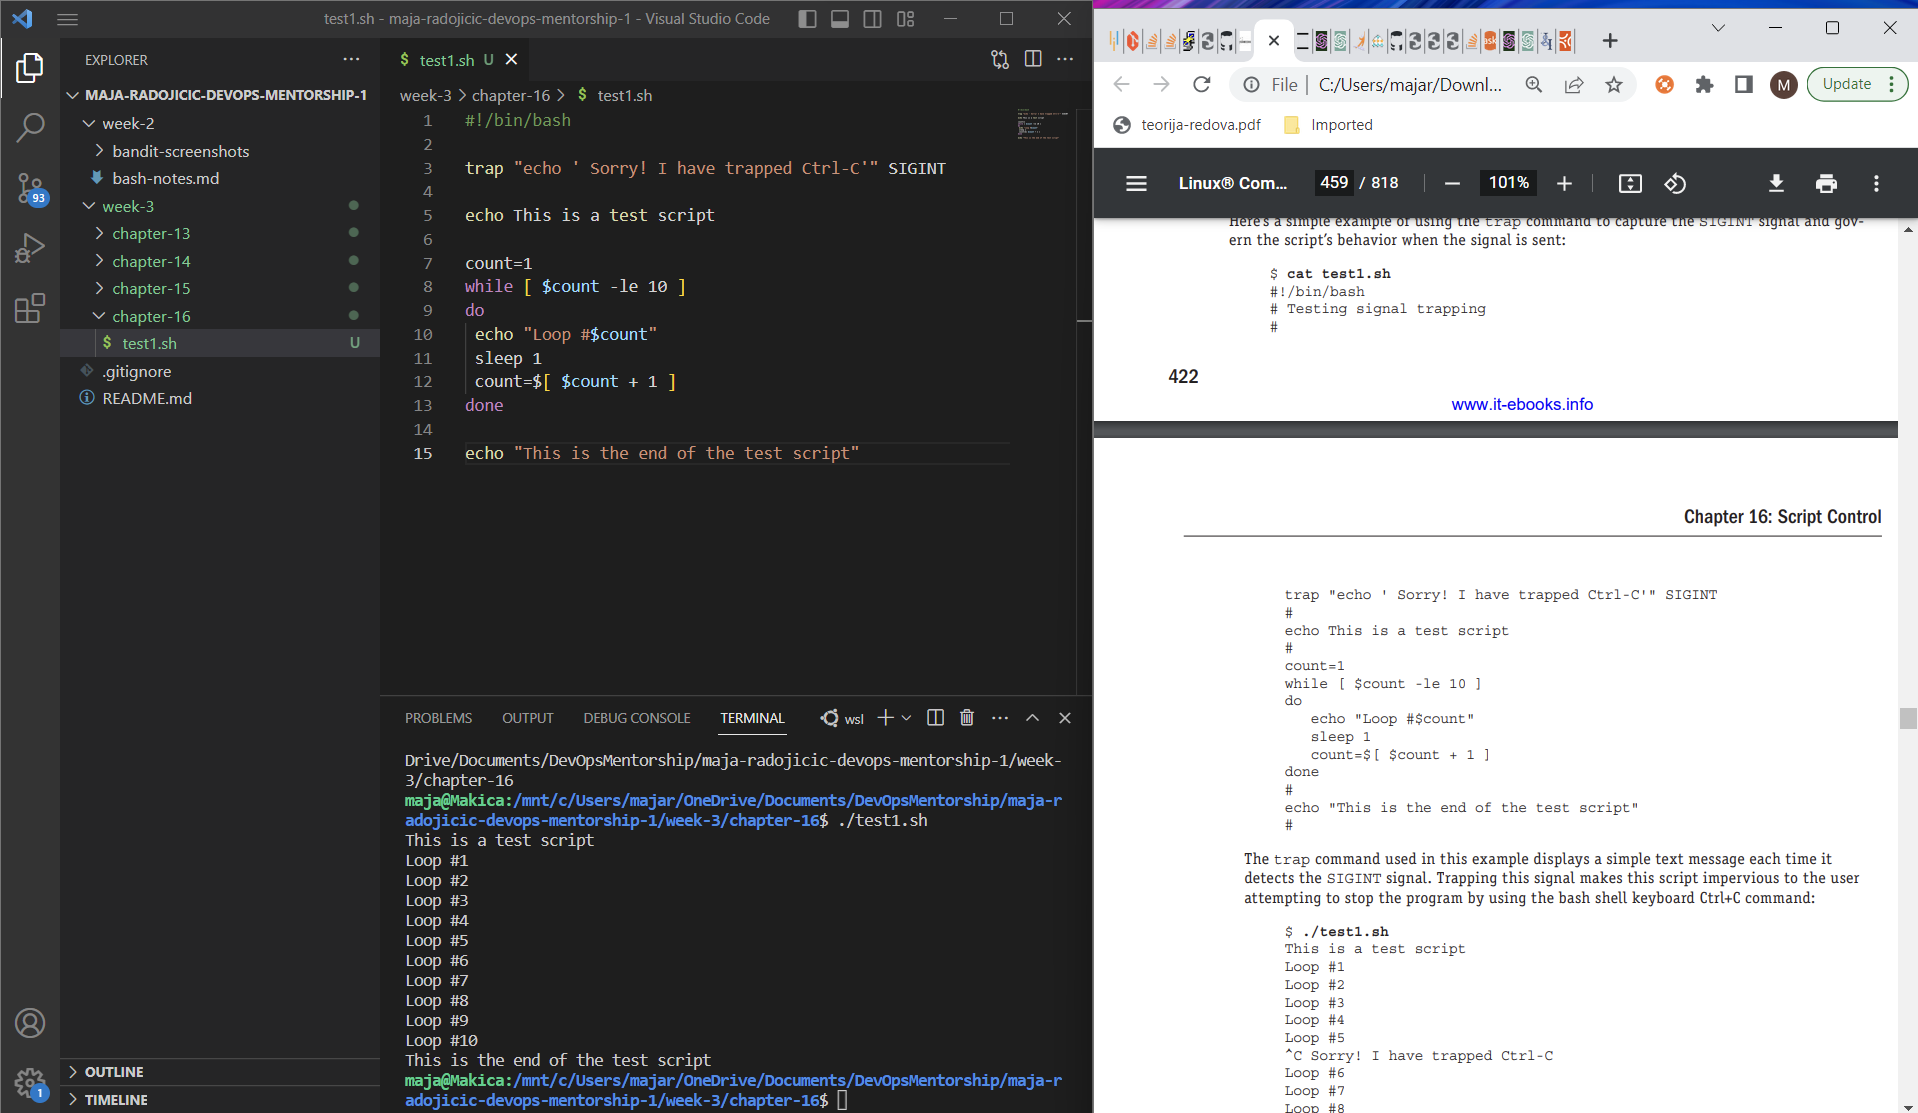 test1.sh - maja-radojicic-devops-mentorship-1 - Visual Studio Code
EXPLORER
MAJA-RADOJICIC-DEVOPS-MENTORSHIP-1
week-2
bandit-screenshots
bash-notes.md
week-3
chapter-13
chapter-14
chapter-15
chapter-16
$ test1.sh U
.gitignore
README.md
OUTLINE
TIMELINE
93
1
$ test1.sh U
week-3 > chapter-16 > $ test1.sh
1 #!/bin/bash
2
3 trap "echo ' Sorry! I have trapped Ctrl-C'" SIGINT
4
5 echo This is a test script
6
7 count=1
8 while [ $count -le 10 ]
9 do
10 echo "Loop #$count"
11 sleep 1
12 count=$[ $count + 1 ]
13 done
14
15 echo "This is the end of the test script"
PROBLEMS OUTPUT DEBUG CONSOLE TERMINAL wsl
Drive/Documents/DevOpsMentorship/maja-radojicic-devops-mentorship-1/week-
3/chapter-16
maja@Makica:/mnt/c/Users/majar/OneDrive/Documents/DevOpsMentorship/maja-r
adojicic-devops-mentorship-1/week-3/chapter-16$ ./test1.sh
This is a test script
Loop #1
Loop #2
Loop #3
Loop #4
Loop #5
Loop #6
Loop #7
Loop #8
Loop #9
Loop #10
This is the end of the test script
maja@Makica:/mnt/c/Users/majar/OneDrive/Documents/DevOpsMentorship/maja-r
adojicic-devops-mentorship-1/week-3/chapter-16$
ask
File | C:/Users/majar/Downl...
M
Update
teorija-redova.pdf
Imported
Linux® Com... 459 / 818 101%
Here's a simple example of using the trap command to capture the SIGINT signal and gov-
ern the script's behavior when the signal is sent:
$ cat test1.sh
#!/bin/bash
# Testing signal trapping
#
422
www.it-ebooks.info
Chapter 16: Script Control
trap "echo ' Sorry! I have trapped Ctrl-C'" SIGINT
#
echo This is a test script
#
count=1
while [ $count -le 10 ]
do
echo "Loop #$count"
sleep 1
count=$[ $count + 1 ]
done
#
echo "This is the end of the test script"
#
The trap command used in this example displays a simple text message each time it
detects the SIGINT signal. Trapping this signal makes this script impervious to the user
attempting to stop the program by using the bash shell keyboard Ctrl+C command:
$ ./test1.sh
This is a test script
Loop #1
Loop #2
Loop #3
Loop #4
Loop #5
^C Sorry! I have trapped Ctrl-C
Loop #6
Loop #7
Loop #8